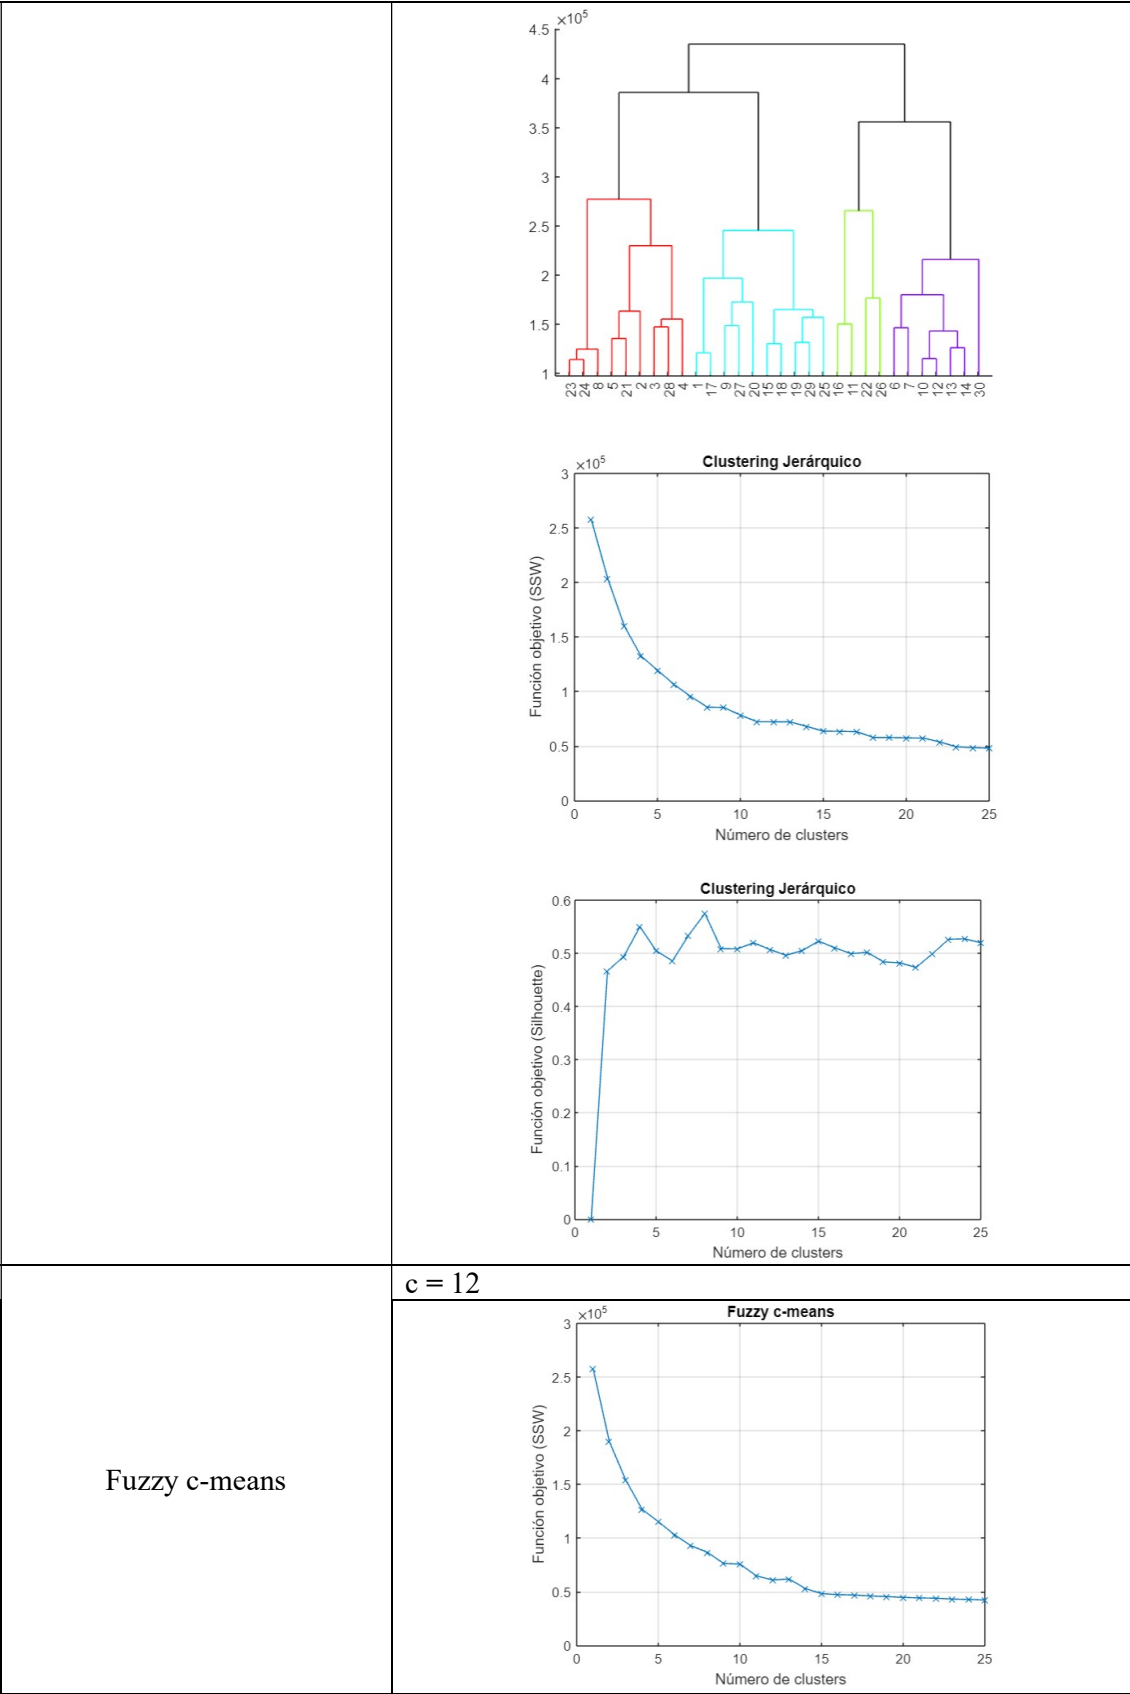 ×10⁵
4.5
4
3.5
3
2.5
2
1.5
1
23 24 8 5 21 2 3 28 4 1 17 9 27 20 15 18 19 29 25 16 11 22 26 6 7 10 12 13 14 30
Clustering Jerárquico
×10⁵
3
2.5
2
1.5
1
0.5
0
Función objetivo (SSW)
0 5 10 15 20 25
Número de clusters
Clustering Jerárquico
0.6
0.5
0.4
0.3
0.2
0.1
0
Función objetivo (Silhouette)
0 5 10 15 20 25
Número de clusters
c = 12
Fuzzy c-means
Fuzzy c-means
×10⁵
3
2.5
2
1.5
1
0.5
0
Función objetivo (SSW)
0 5 10 15 20 25
Número de clusters